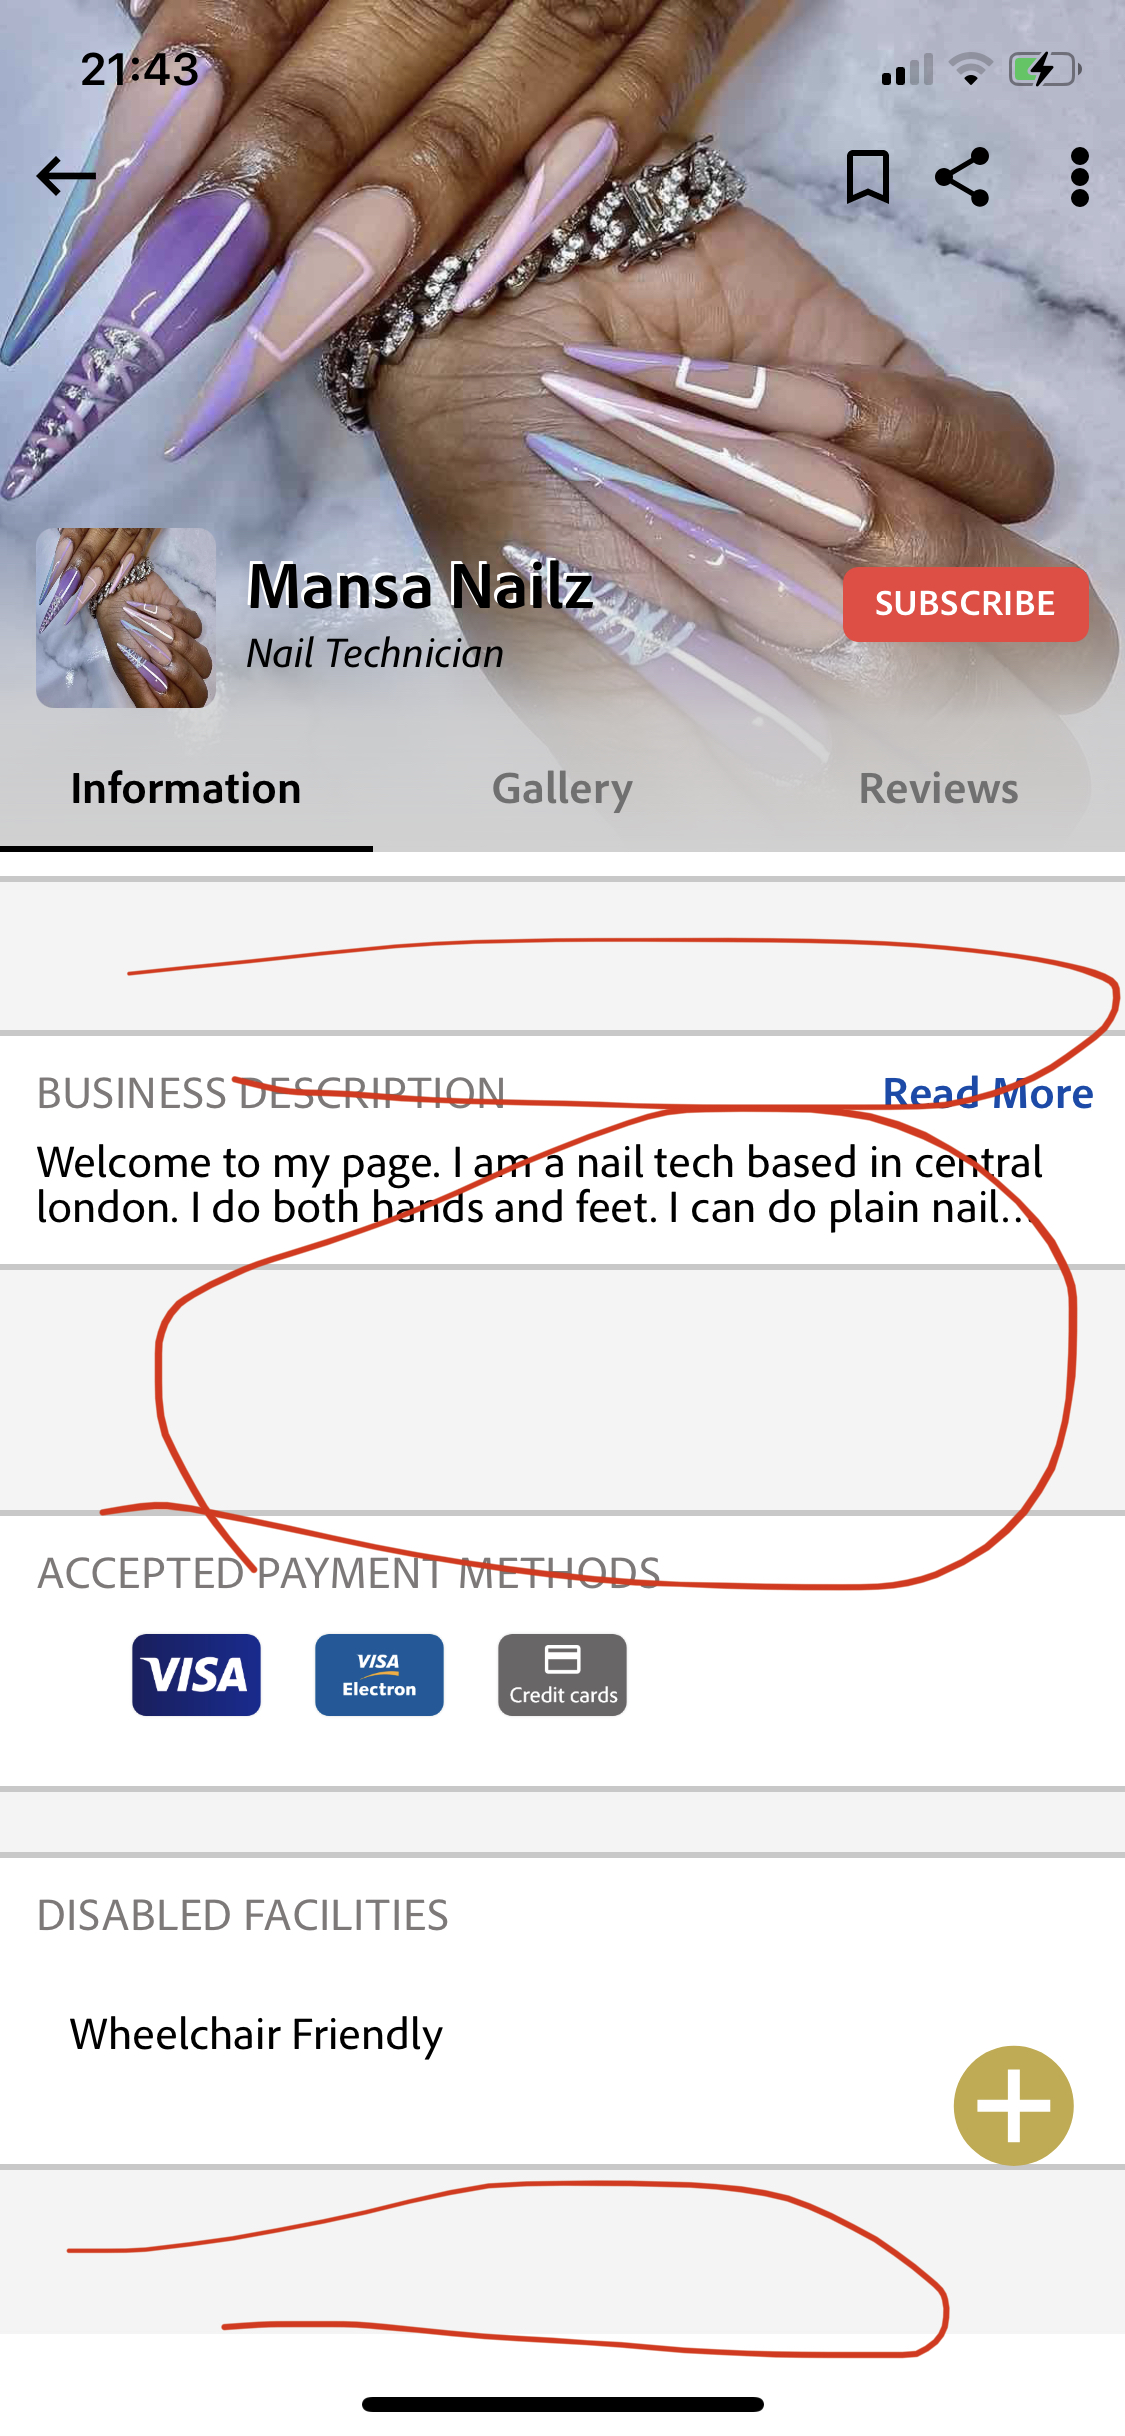 21:43
Mansa Nailz
Nail Technician
SUBSCRIBE
Information
Gallery
Reviews
BUSINESS DESCRIPTION
Read More
Welcome to my page. I am a nail tech based in central
london. I do both hands and feet. I can do plain nail...
ACCEPTED PAYMENT METHODS
VISA
VISA
Electron
Credit cards
DISABLED FACILITIES
Wheelchair Friendly